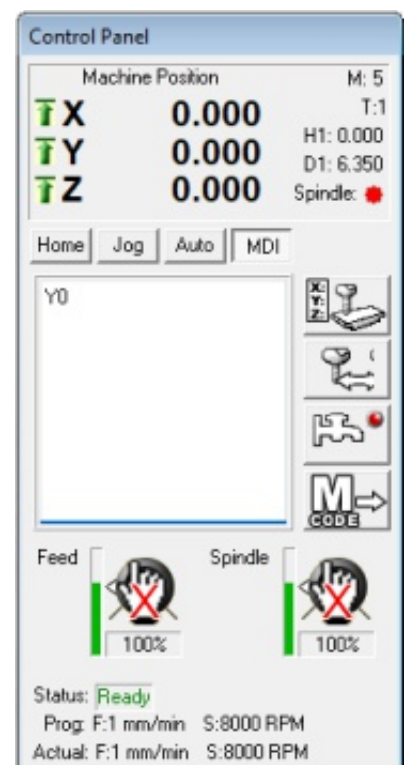 Control Panel
Machine Position M: 5
X 0.000 T:1
Y 0.000 H1: 0.000
D1: 6.350
Z 0.000 Spindle:
Home Jog Auto MDI
Y0
X:
Y:
Z:
M
CODE
Feed Spindle
100% 100%
Status: Ready
Prog: F:1 mm/min S:8000 RPM
Actual: F:1 mm/min S:8000 RPM